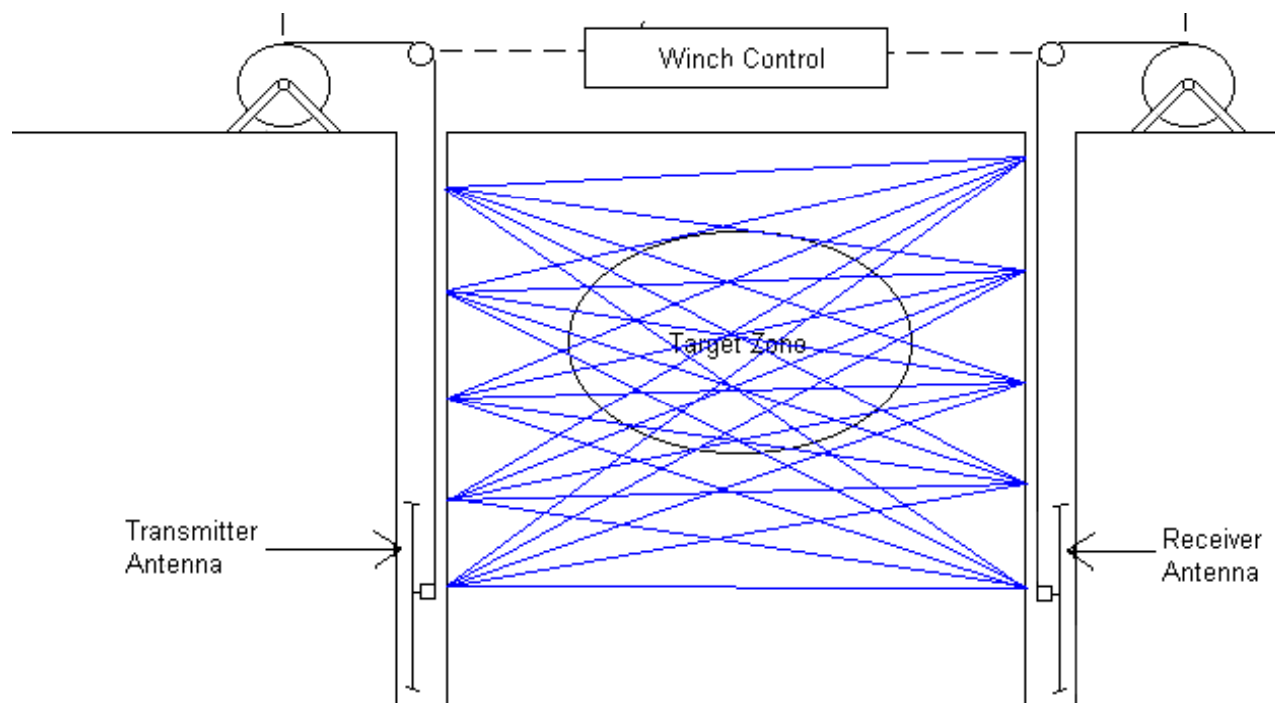 Winch Control
Target Zone
Transmitter
Antenna
Receiver
Antenna